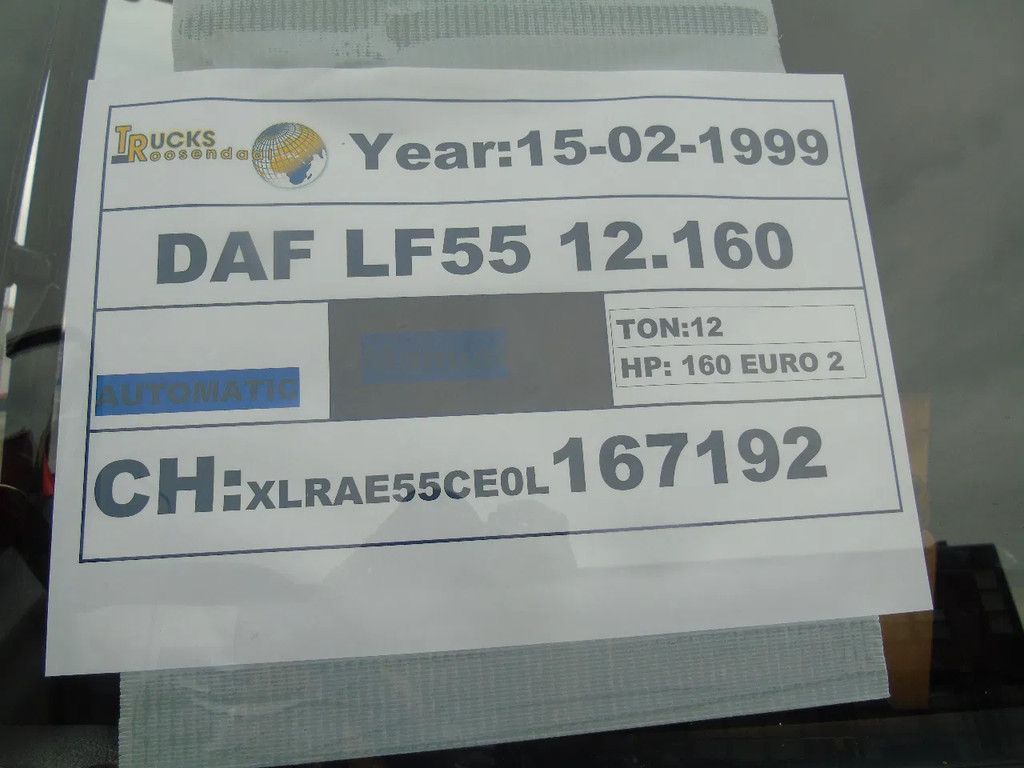 TRUCKS
Roosendaal
Year:15-02-1999
DAF LF55 12.160
AUTOMATIC
TON:12
HP: 160 EURO 2
CH:XLRAE55CE0L167192